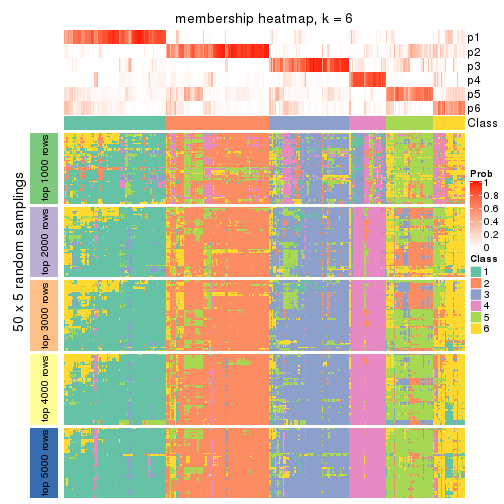 membership heatmap, k = 6
p1
p2
p3
p4
p5
p6
Class
50 x 5 random samplings
top 1000 rows
top 2000 rows
top 3000 rows
top 4000 rows
top 5000 rows
Prob
1
0.8
0.6
0.4
0.2
0
Class
1
2
3
4
5
6